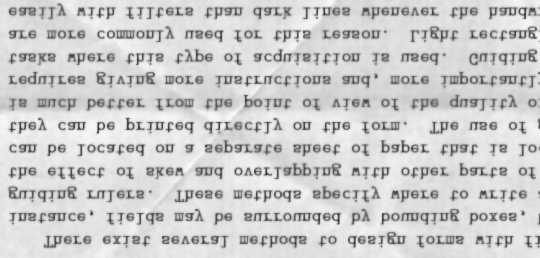 There exist several methods to design forms with fi
instance, fields may be surrounded by bounding boxes,
guiding rulers. These methods specify where to write
the effect of skew and overlapping with other parts of
can be located on a separate sheet of paper that is lo
they can be printed directly on the form. The use of
is much better from the point of view of the quality o
requires giving more instructions and, more importantl
tasks where this type of acquisition is used. Guiding
are more commonly used for this reason. Light rectang
easily with filters than dark lines whenever the handw